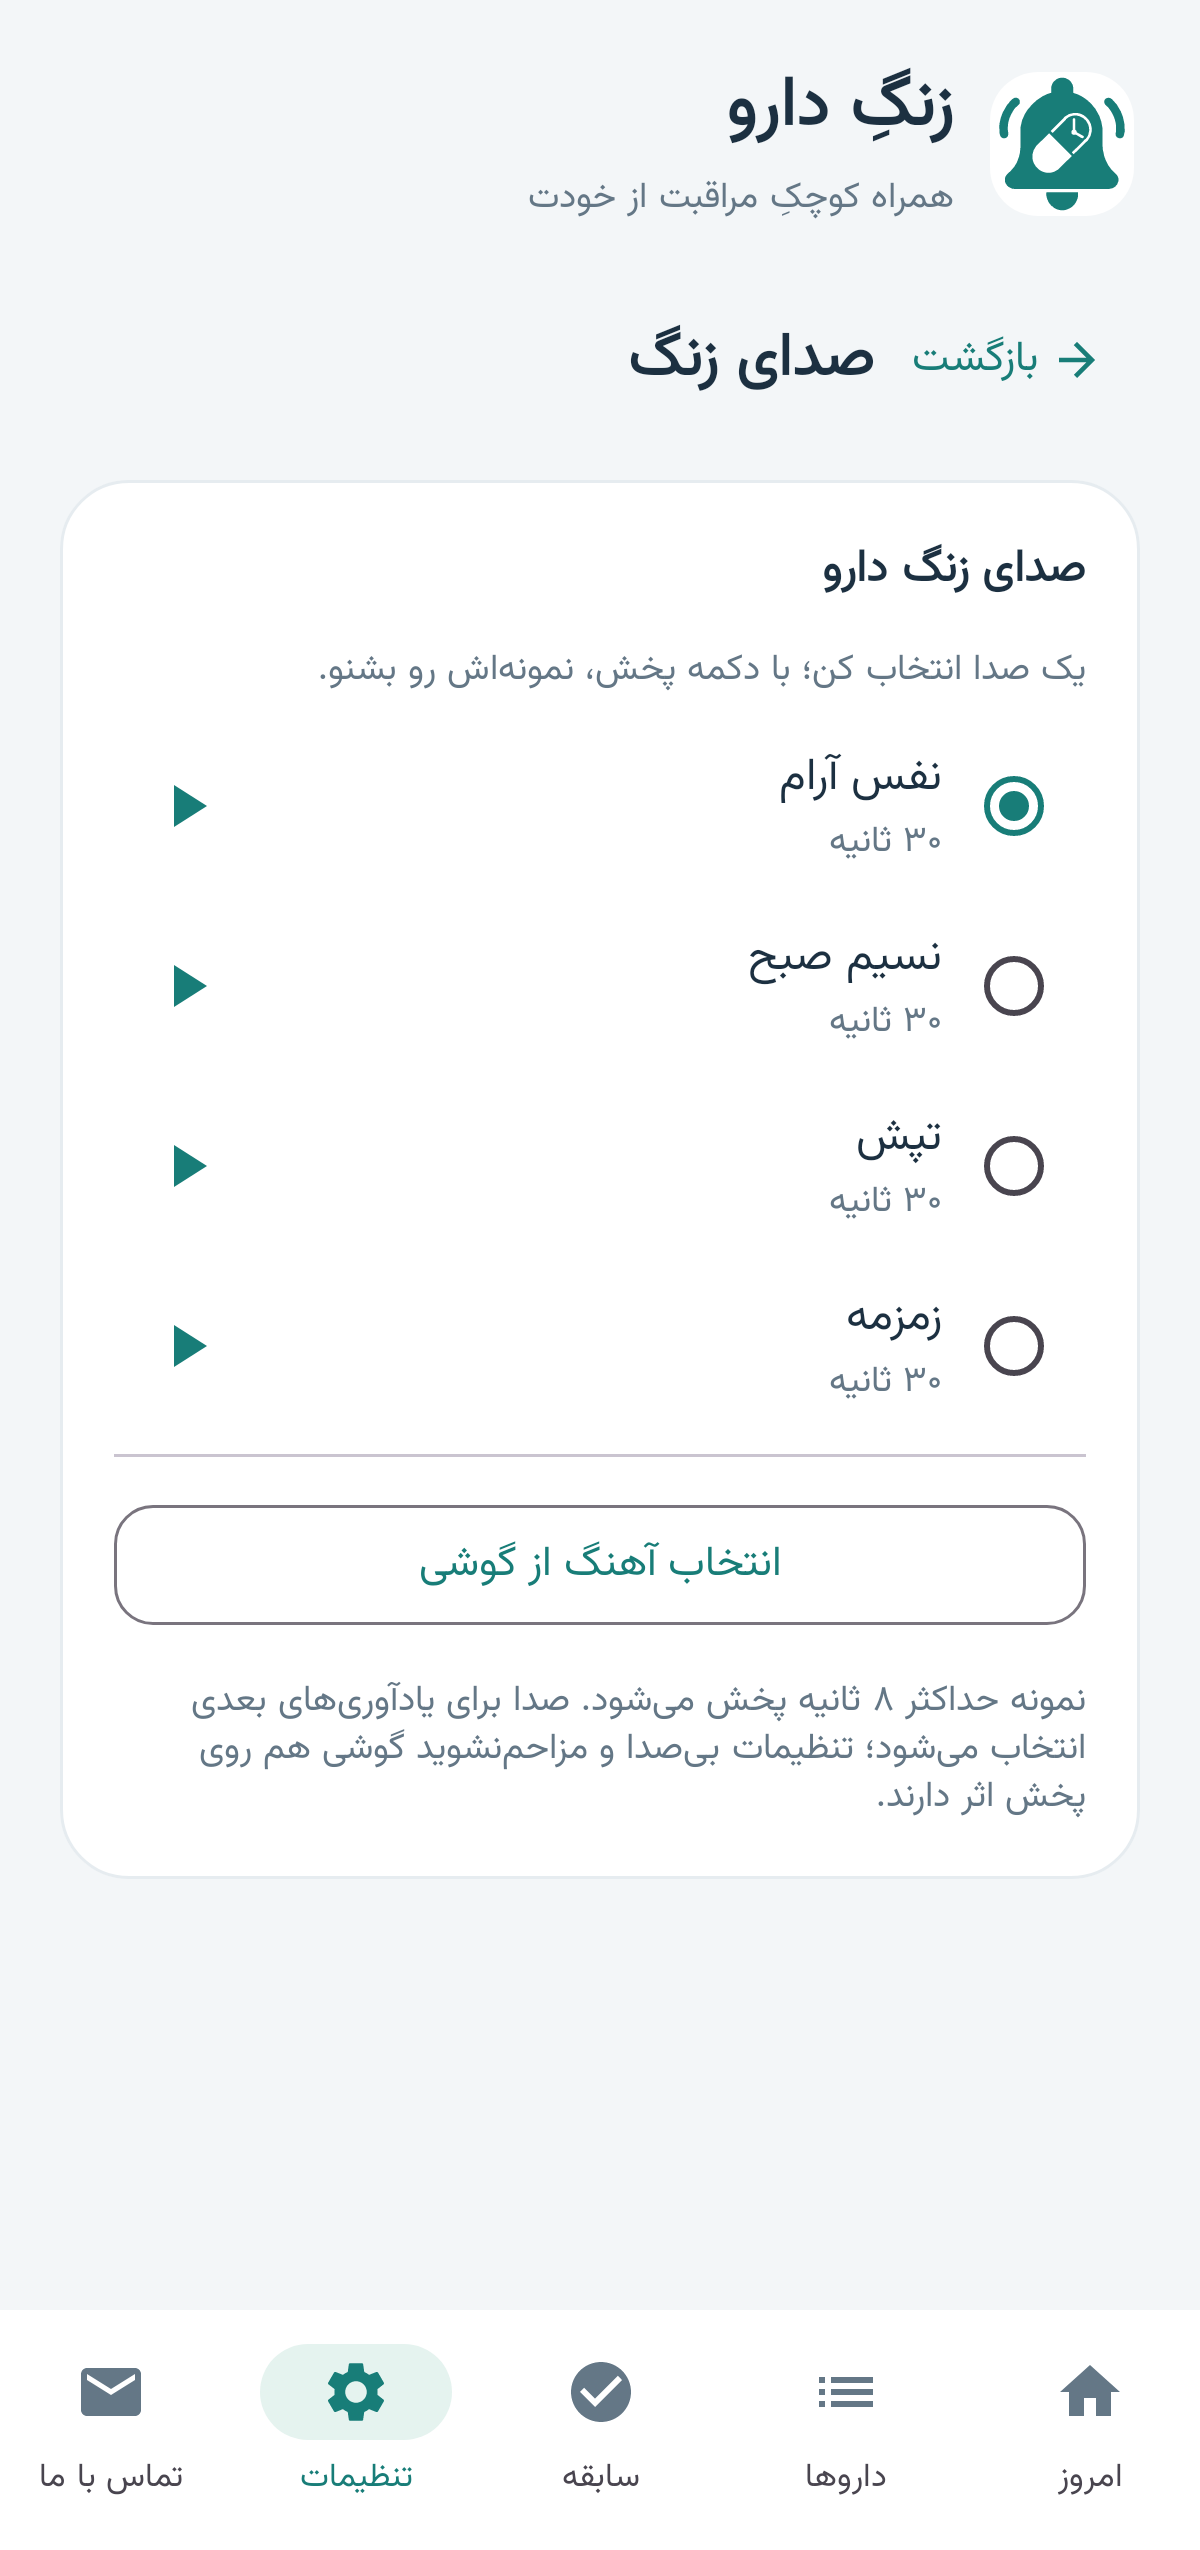 زنگِ دارو
همراه کوچکِ مراقبت از خودت
بازگشت
صدای زنگ
صدای زنگ دارو
یک صدا انتخاب کن؛ با دکمه پخش، نمونه‌اش رو بشنو.
نفس آرام
۳۰ ثانیه
نسیم صبح
۳۰ ثانیه
تپش
۳۰ ثانیه
زمزمه
۳۰ ثانیه
انتخاب آهنگ از گوشی
نمونه حداکثر ۸ ثانیه پخش می‌شود. صدا برای یادآوری‌های بعدی
انتخاب می‌شود؛ تنظیمات بی‌صدا و مزاحم‌نشوید گوشی هم روی
پخش اثر دارند.
امروز
داروها
سابقه
تنظیمات
تماس با ما